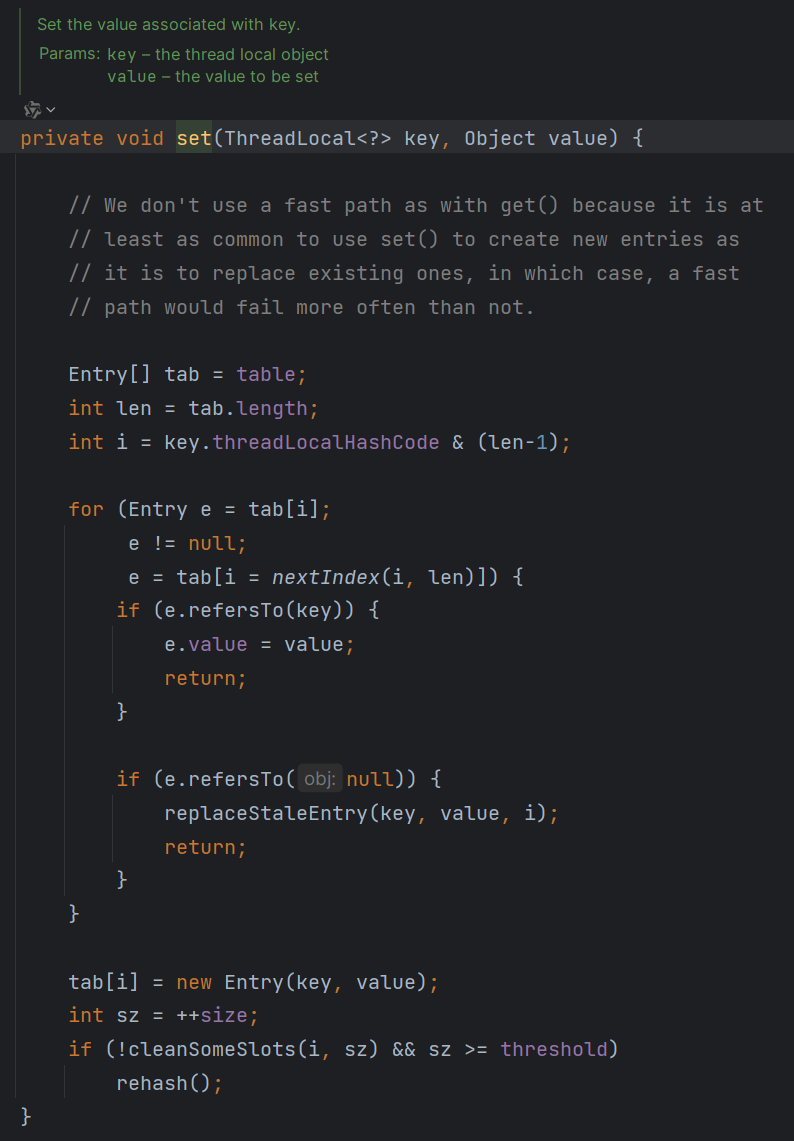 Set the value associated with key.
Params: key – the thread local object
value – the value to be set
private void set(ThreadLocal<?> key, Object value) {
// We don't use a fast path as with get() because it is at
// least as common to use set() to create new entries as
// it is to replace existing ones, in which case, a fast
// path would fail more often than not.
Entry[] tab = table;
int len = tab.length;
int i = key.threadLocalHashCode & (len-1);
for (Entry e = tab[i];
e != null;
e = tab[i = nextIndex(i, len)]) {
if (e.refersTo(key)) {
e.value = value;
return;
}
if (e.refersTo( obj: null)) {
replaceStaleEntry(key, value, i);
return;
}
}
tab[i] = new Entry(key, value);
int sz = ++size;
if (!cleanSomeSlots(i, sz) && sz >= threshold)
rehash();
}